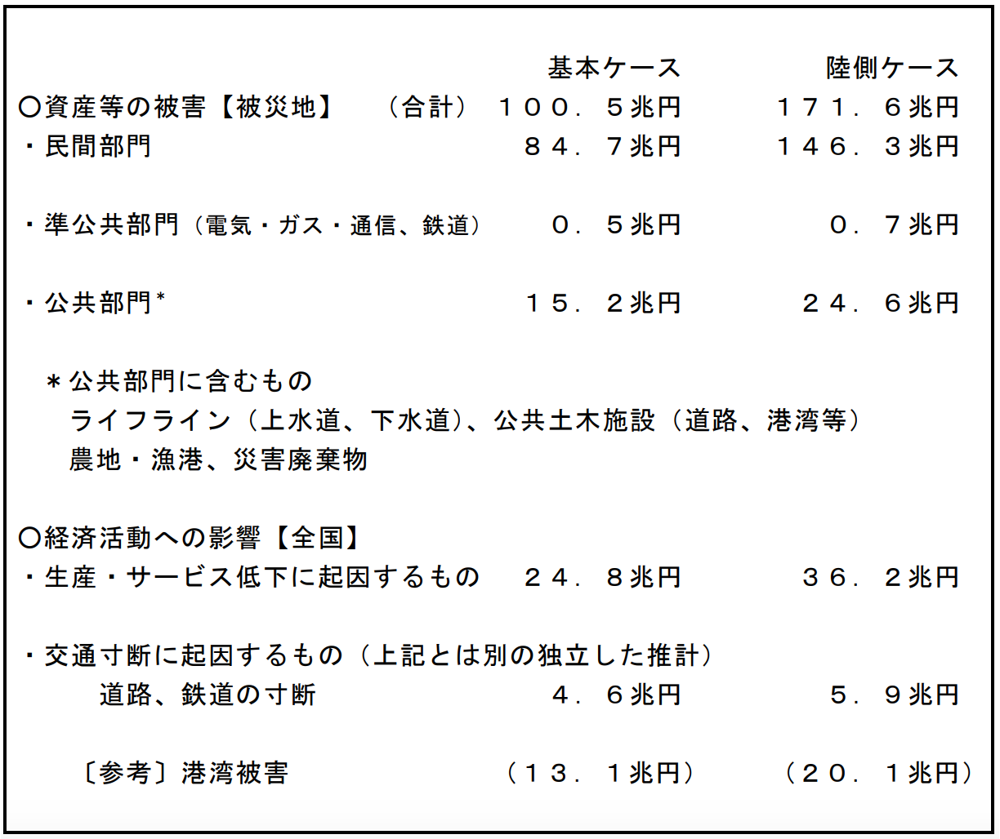 基本ケース　陸側ケース
〇資産等の被害【被災地】　（合計）　１００．５兆円　１７１．６兆円
・民間部門　８４．７兆円　１４６．３兆円
・準公共部門（電気・ガス・通信、鉄道）　０．５兆円　０．７兆円
・公共部門*　１５．２兆円　２４．６兆円
＊公共部門に含むもの
ライフライン（上水道、下水道）、公共土木施設（道路、港湾等）
農地・漁港、災害廃棄物
〇経済活動への影響【全国】
・生産・サービス低下に起因するもの　２４．８兆円　３６．２兆円
・交通寸断に起因するもの（上記とは別の独立した推計）
道路、鉄道の寸断　４．６兆円　５．９兆円
〔参考〕港湾被害　（１３．１兆円）　（２０．１兆円）